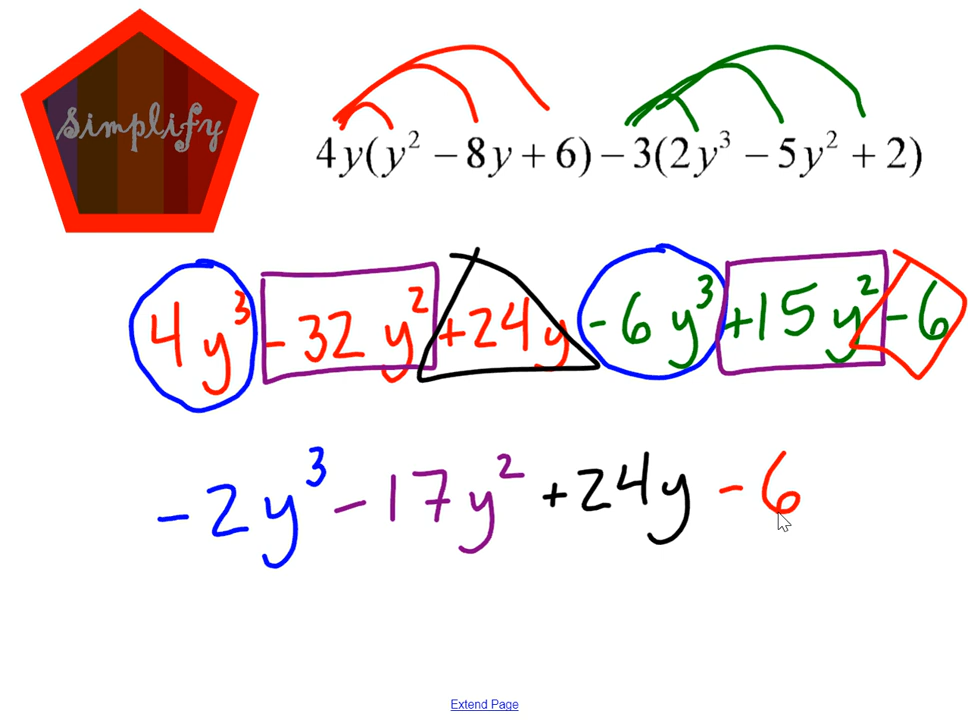 simplify
4y(y² − 8y + 6) − 3(2y³ − 5y² + 2)
4y³ - 32y² + 24y - 6y³ + 15y² - 6
- 2y³ - 17y² + 24y - 6
Extend Page